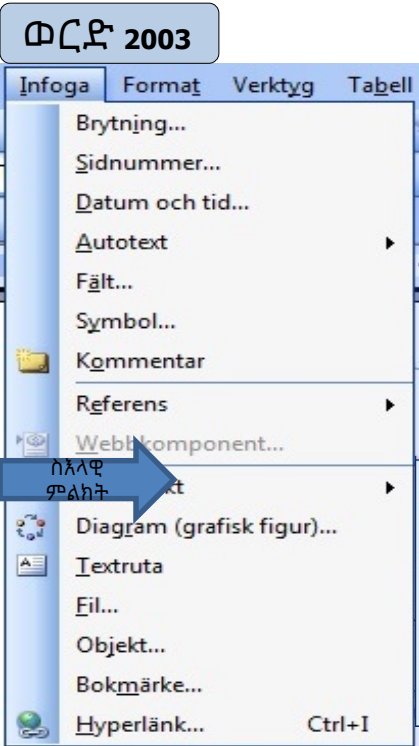 ወርድ 2003
Infoga Format Verktyg Tabell
Brytning...
Sidnummer...
Datum och tid...
Autotext
Fält...
Symbol...
Kommentar
Referens
Webbkomponent...
ስእላዊ
ምልክት
Diagram (grafisk figur)...
Textruta
Fil...
Objekt...
Bokmärke...
Hyperlänk... Ctrl+I